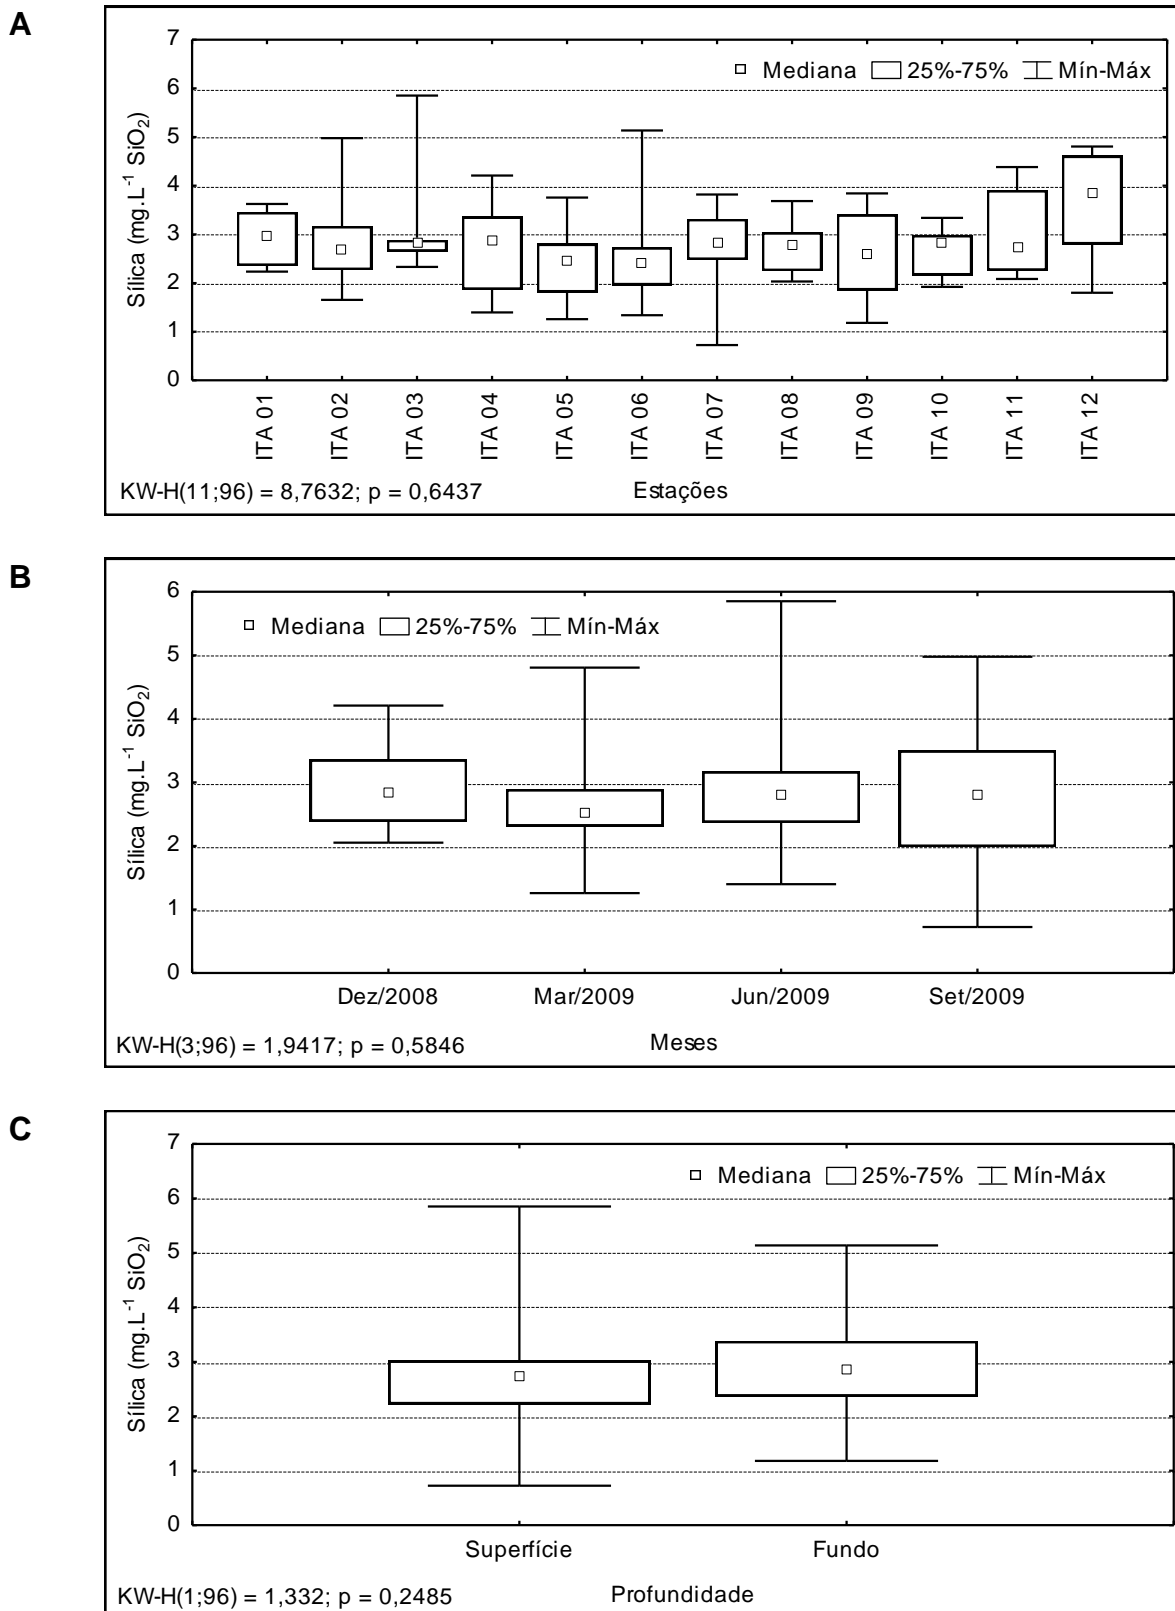 A
7
6
5
4
3
2
1
0
Sílica (mg.L⁻¹ SiO₂)
Mediana 25%-75% Mín-Máx
ITA 01 ITA 02 ITA 03 ITA 04 ITA 05 ITA 06 ITA 07 ITA 08 ITA 09 ITA 10 ITA 11 ITA 12
KW-H(11;96) = 8,7632; p = 0,6437 Estações
B
6
5
4
3
2
1
0
Sílica (mg.L⁻¹ SiO₂)
Mediana 25%-75% Mín-Máx
Dez/2008 Mar/2009 Jun/2009 Set/2009
KW-H(3;96) = 1,9417; p = 0,5846 Meses
C
7
6
5
4
3
2
1
0
Sílica (mg.L⁻¹ SiO₂)
Mediana 25%-75% Mín-Máx
Superfície Fundo
KW-H(1;96) = 1,332; p = 0,2485 Profundidade